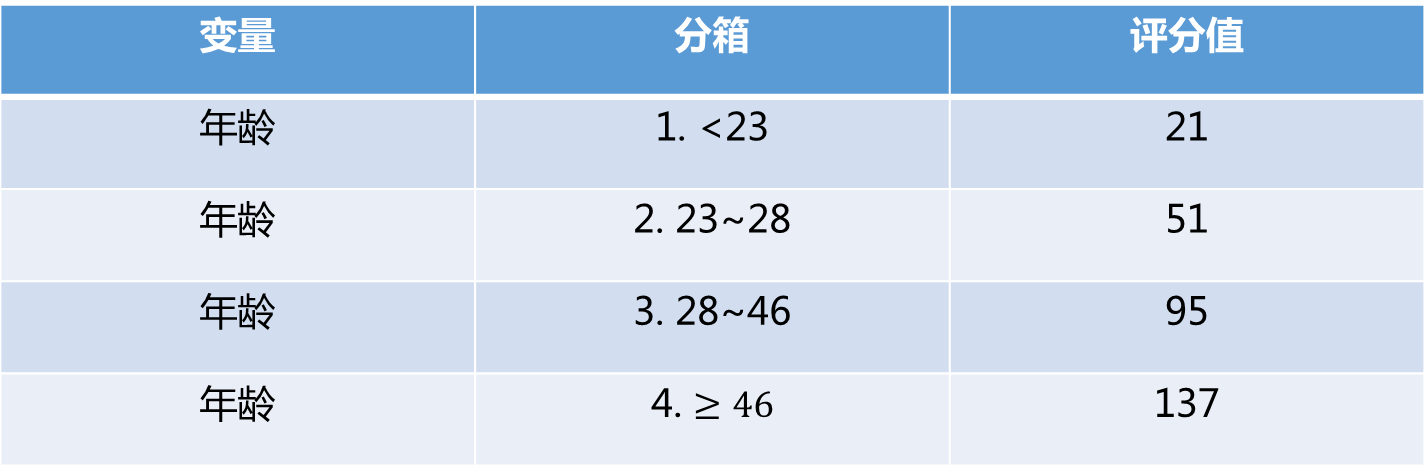 变量 分箱 评分值
年龄 1. <23 21
年龄 2. 23~28 51
年龄 3. 28~46 95
年龄 4. ≥ 46 137